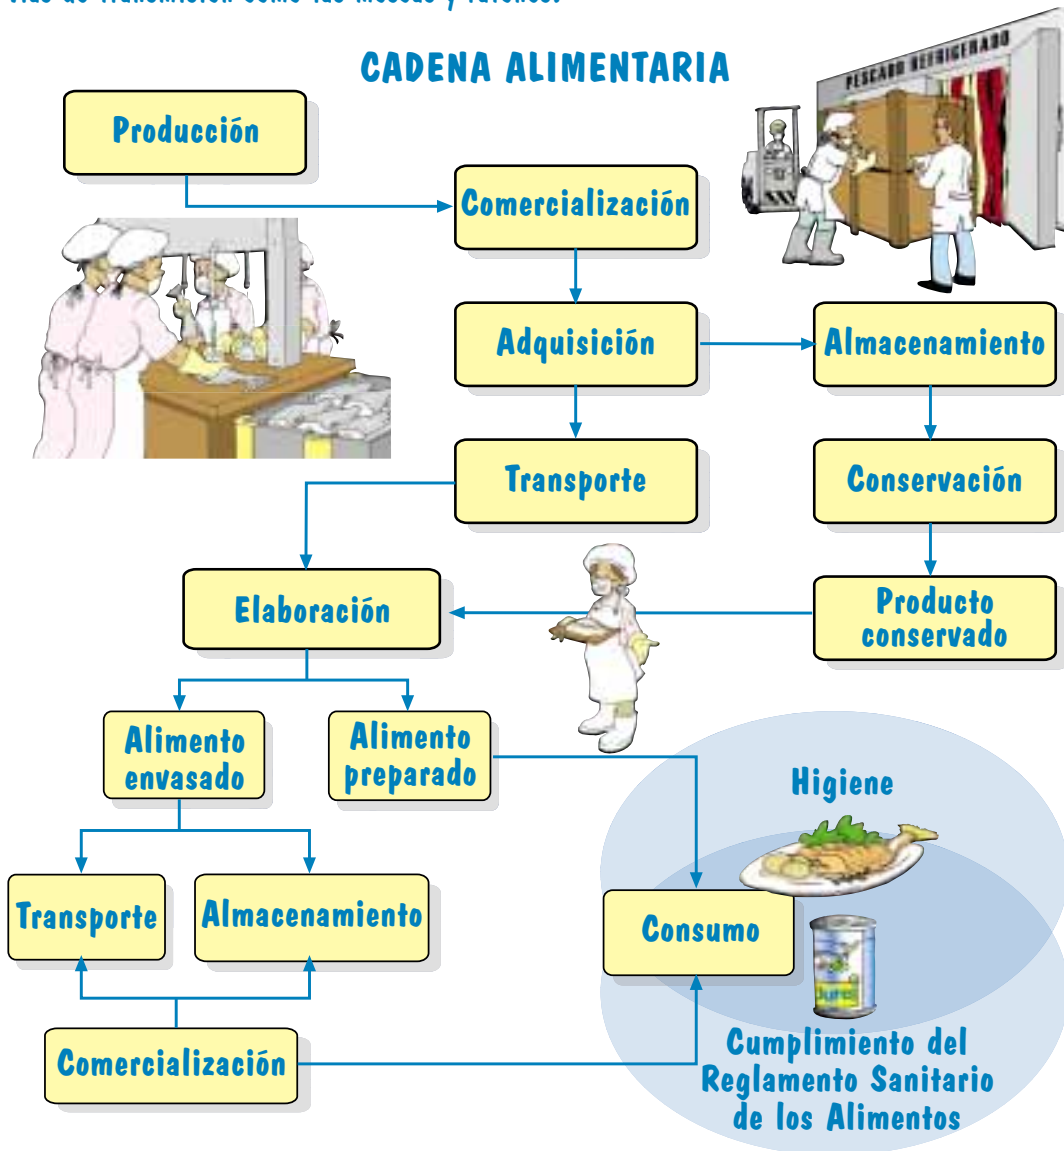 CADENA ALIMENTARIA
PESCADO REFRIGERADO
Producción
Comercialización
Adquisición
Almacenamiento
Transporte
Conservación
Elaboración
Producto
conservado
Alimento
envasado
Alimento
preparado
Higiene
Transporte
Almacenamiento
Consumo
Jurel
Comercialización
Cumplimiento del
Reglamento Sanitario
de los Alimentos